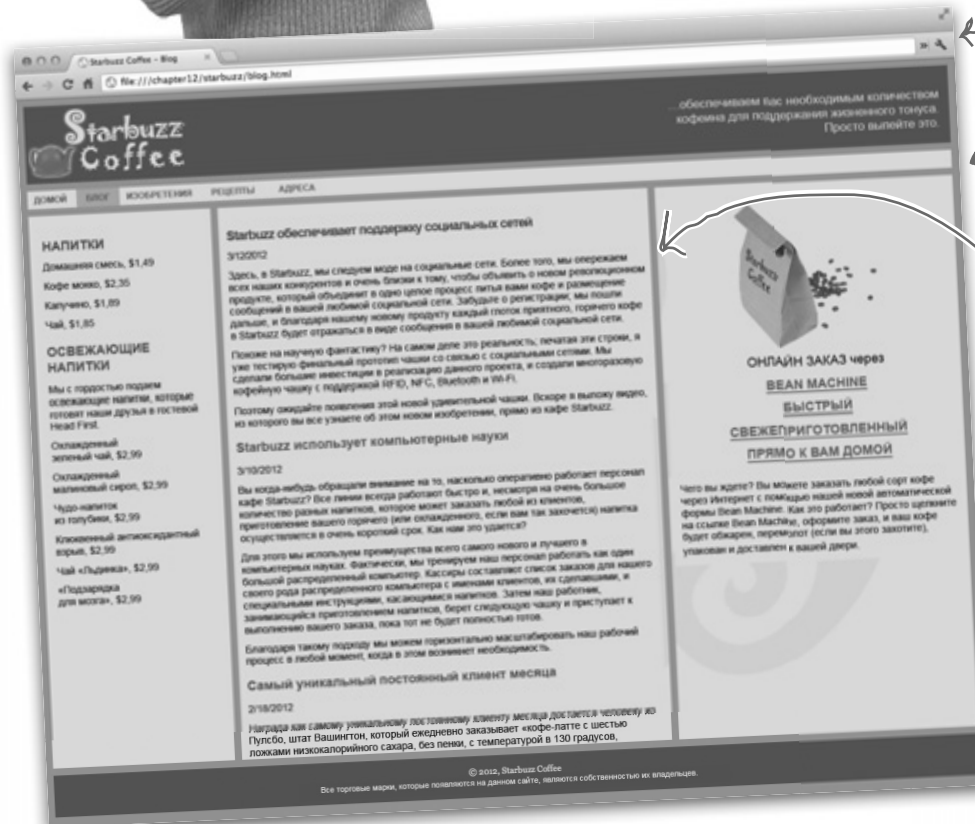 Starbuzz Coffee – Blog
file:///chapter12/starbuzz/blog.html
Starbuzz
Coffee
...обеспечиваем вас необходимым количеством
кофеина для поддержания жизненного тонуса.
Просто выпейте это.
ДОМОЙ БЛОГ ИЗОБРЕТЕНИЯ РЕЦЕПТЫ АДРЕСА
НАПИТКИ
Домашняя смесь, $1,49
Кофе мокко, $2,35
Капучино, $1,89
Чай, $1,85
ОСВЕЖАЮЩИЕ
НАПИТКИ
Мы с гордостью подаем
освежающие напитки, которые
готовят наши друзья в гостевой
Head First.
Охлажденный
зеленый чай, $2,99
Охлажденный
малиновый сироп, $2,99
Чудо-напиток
из голубики, $2,99
Клюквенный антиоксидантный
взрыв, $2,99
Чай «Льдинка», $2,99
«Подзарядка
для мозга», $2,99
Starbuzz обеспечивает поддержку социальных сетей
3/12/2012
Здесь, в Starbuzz, мы следуем моде на социальные сети. Более того, мы опережаем
всех наших конкурентов и очень близки к тому, чтобы объявить о новом революционном
продукте, который объединит в одно целое процесс питья вами кофе и размещение
сообщений в вашей любимой социальной сети. Забудьте о регистрации; мы пошли
дальше, и благодаря нашему новому продукту каждый глоток приятного, горячего кофе
в Starbuzz будет отражаться в виде сообщения в вашей любимой социальной сети.
Похоже на научную фантастику? На самом деле это реальность, печатая эти строки, я
уже тестирую финальный прототип чашки со связью с социальными сетями. Мы
сделали большие инвестиции в реализацию данного проекта, и создали многоразовую
кофейную чашку с поддержкой RFID, NFC, Bluetooth и Wi-Fi.
Поэтому ожидайте появления этой новой удивительной чашки. Вскоре я выложу видео,
из которого вы все узнаете об этом новом изобретении, прямо из кафе Starbuzz.
Starbuzz использует компьютерные науки
3/10/2012
Вы когда-нибудь обращали внимание на то, насколько оперативно работает персонал
кафе Starbuzz? Все линии всегда работают быстро и, несмотря на очень большое
количество разных напитков, которое может заказать любой из клиентов,
приготовление вашего горячего (или охлажденного, если вам так захочется) напитка
осуществляется в очень короткий срок. Как нам это удается?
Для этого мы используем преимущества всего самого нового и лучшего в
компьютерных науках. Фактически, мы тренируем наш персонал работать как один
большой распределенный компьютер. Кассиры составляют список заказов для нашего
своего рода распределенного компьютера с именами клиентов, их сделавшими, и
специальными инструкциями, касающимися напитков. Затем наш работник,
занимающийся приготовлением напитков, берет следующую чашку и приступает к
выполнению вашего заказа, пока тот не будет полностью готов.
Благодаря такому подходу мы можем горизонтально масштабировать наш рабочий
процесс в любой момент, когда в этом возникнет необходимость.
Самый уникальный постоянный клиент месяца
2/18/2012
Награда как самому уникальному постоянному клиенту месяца достается человеку из
Пулсбо, штат Вашингтон, который ежедневно заказывает «кофе-латте с шестью
ложками низкокалорийного сахара, без пенки, с температурой в 130 градусов,
Starbuzz
Coffee
ОНЛАЙН ЗАКАЗ через
BEAN MACHINE
БЫСТРЫЙ
СВЕЖЕПРИГОТОВЛЕННЫЙ
ПРЯМО К ВАМ ДОМОЙ
Чего вы ждете? Вы можете заказать любой сорт кофе
через Интернет с помощью нашей новой автоматической
формы Bean Machine. Как это работает? Просто щелкните
на ссылке Bean Machine, оформите заказ, и ваш кофе
будет обжарен, перемолот (если вы этого захотите),
упакован и доставлен к вашей двери.
© 2012, Starbuzz Coffee
Все торговые марки, которые появляются на данном сайте, являются собственностью их владельцев.